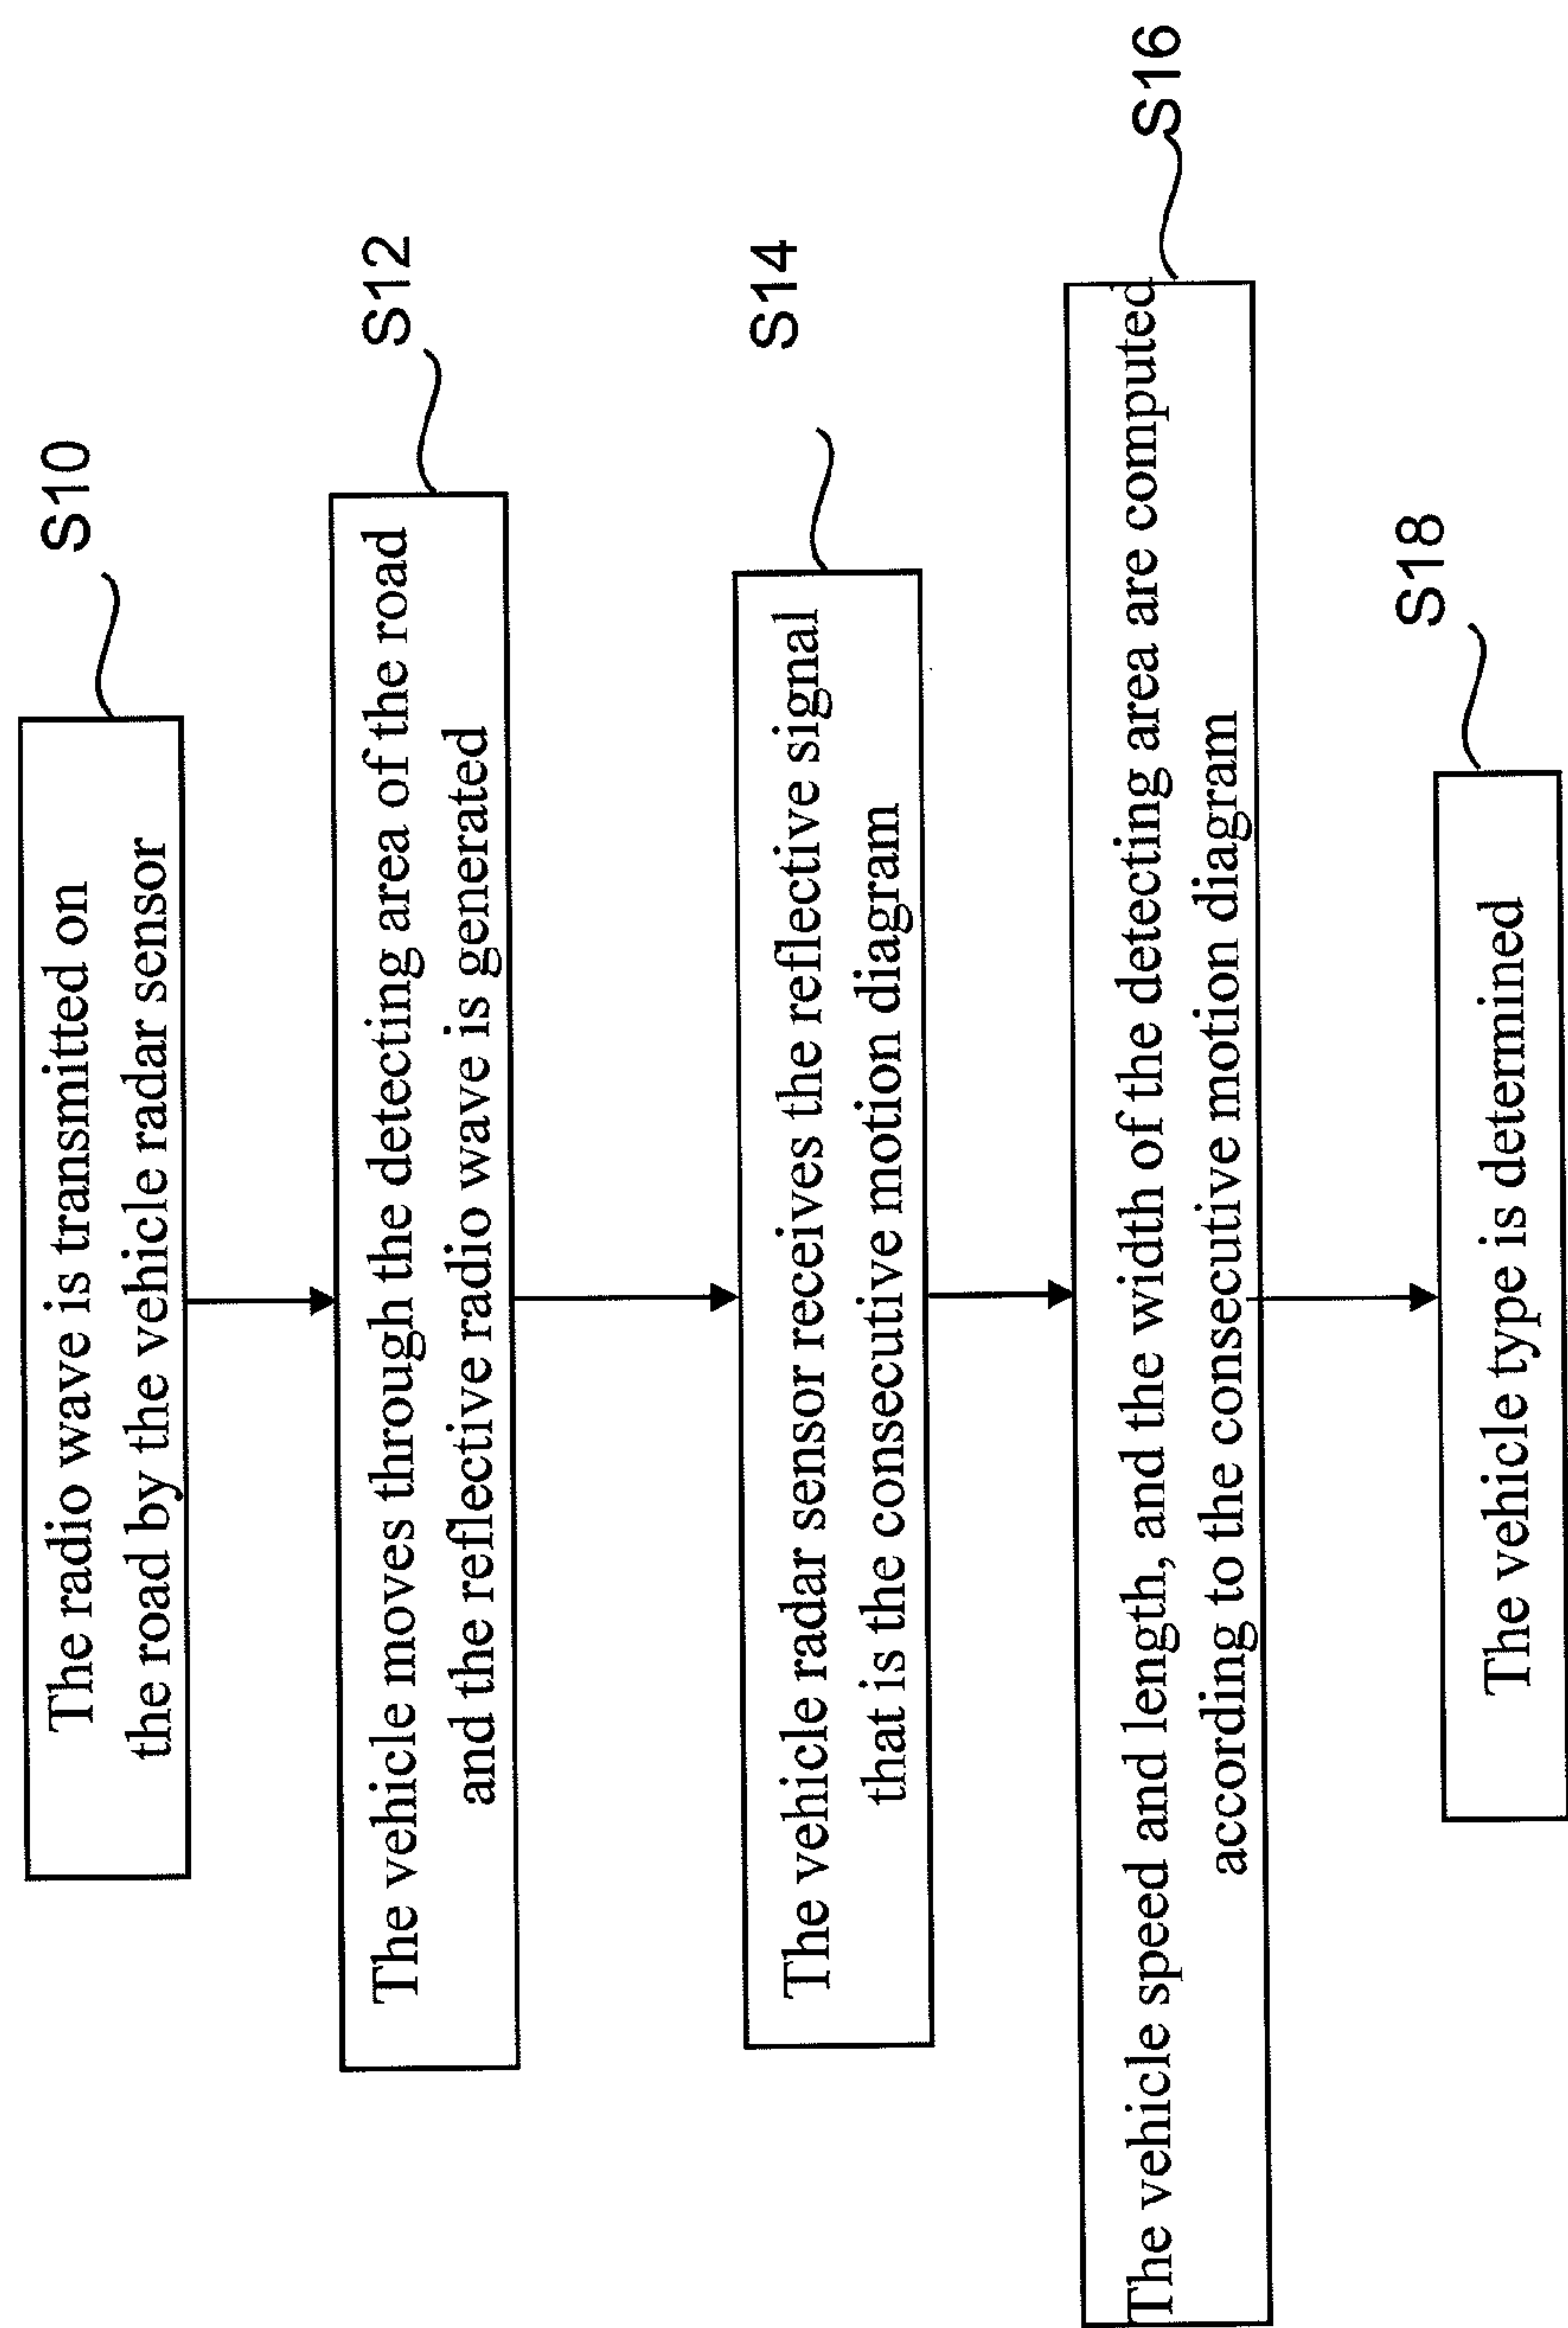 S10
The radio wave is transmitted on
the road by the vehicle radar sensor
S12
The vehicle moves through the detecting area of the road
and the reflective radio wave is generated
S14
The vehicle radar sensor receives the reflective signal
that is the consecutive motion diagram
S16
The vehicle speed and length, and the width of the detecting area are computed
according to the consecutive motion diagram
S18
The vehicle type is determined